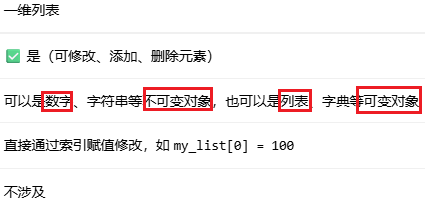 一维列表
✅ 是（可修改、添加、删除元素）
可以是数字、字符串等不可变对象，也可以是列表、字典等可变对象
直接通过索引赋值修改，如 my_list[0] = 100
不涉及